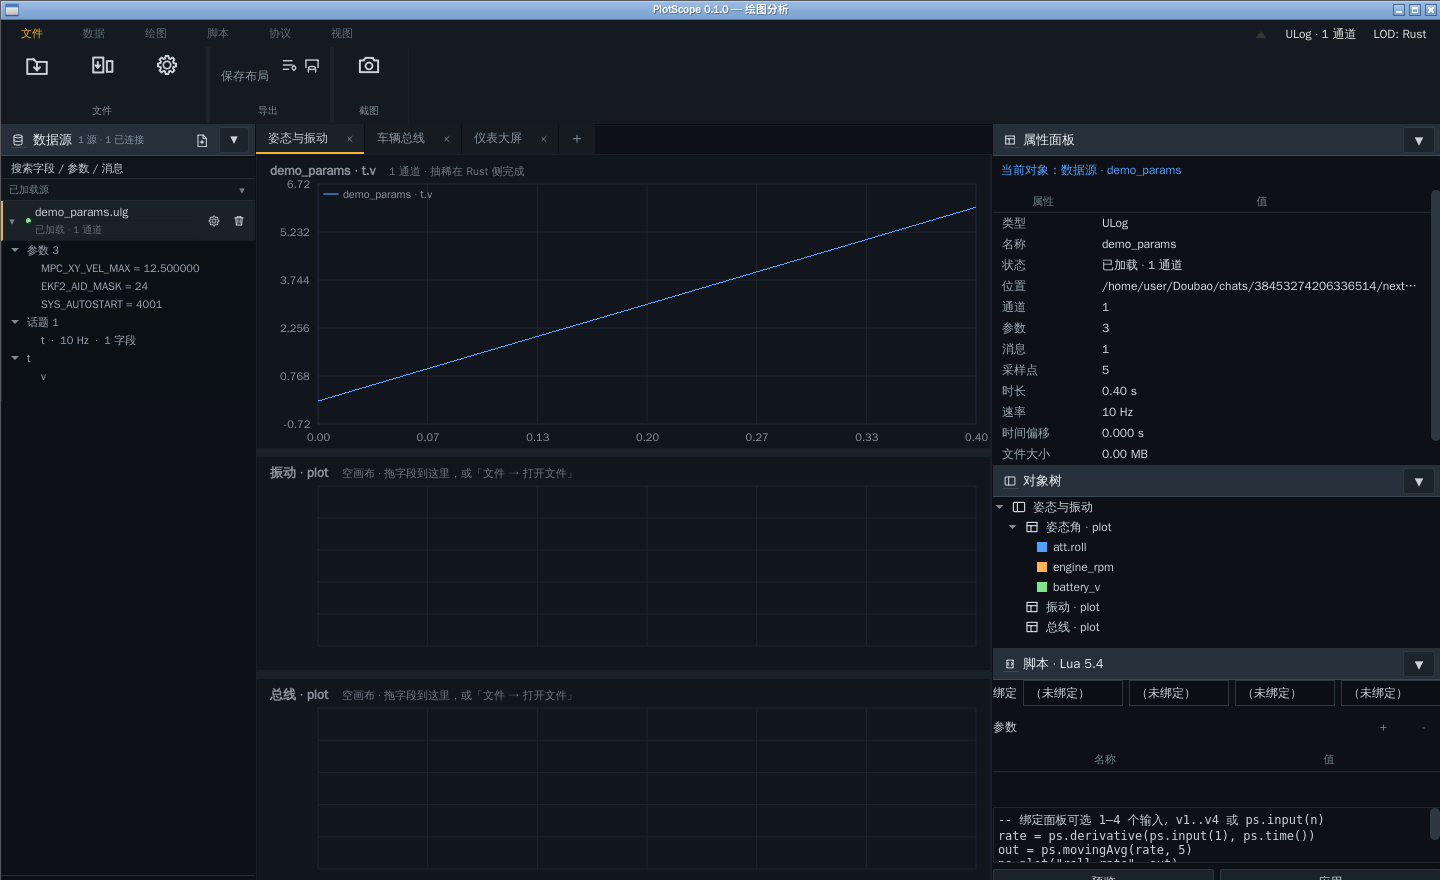 PlotScope 0.1.0 — 绘图分析
文件 数据 绘图 脚本 协议 视图
ULog · 1 通道 LOD: Rust
保存布局
文件 导出 截图
数据源 1 源 · 1 已连接
搜索字段 / 参数 / 消息
已加载源
demo_params.ulg
已加载 · 1 通道
参数 3
MPC_XY_VEL_MAX = 12.500000
EKF2_AID_MASK = 24
SYS_AUTOSTART = 4001
话题 1
t · 10 Hz · 1 字段
t
v
姿态与振动 × 车辆总线 × 仪表大屏 × +
demo_params · t.v 1 通道 · 抽稀在 Rust 侧完成
demo_params · t.v
6.72
5.232
3.744
2.256
0.768
-0.72
0.00 0.07 0.13 0.20 0.27 0.33 0.40
振动 · plot 空画布 · 拖字段到这里，或「文件 → 打开文件」
总线 · plot 空画布 · 拖字段到这里，或「文件 → 打开文件」
属性面板
当前对象：数据源 · demo_params
属性 值
类型 ULog
名称 demo_params
状态 已加载 · 1 通道
位置 /home/user/Doubao/chats/38453274206336514/next…
通道 1
参数 3
消息 1
采样点 5
时长 0.40 s
速率 10 Hz
时间偏移 0.000 s
文件大小 0.00 MB
对象树
姿态与振动
姿态角 · plot
att.roll
engine_rpm
battery_v
振动 · plot
总线 · plot
脚本 · Lua 5.4
绑定 （未绑定） （未绑定） （未绑定） （未绑定）
参数 + -
名称 值
-- 绑定面板可选 1–4 个输入, v1..v4 或 ps.input(n)
rate = ps.derivative(ps.input(1), ps.time())
out = ps.movingAvg(rate, 5)